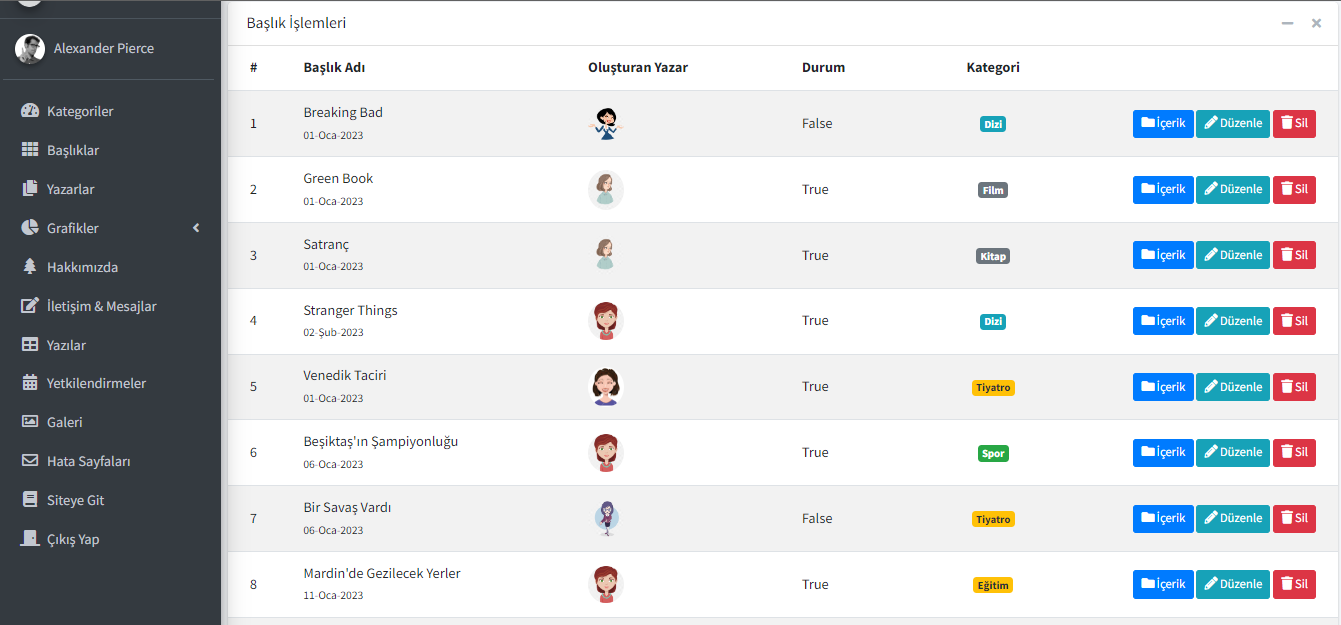 Başlık İşlemleri
Alexander Pierce
Kategoriler
Başlıklar
Yazarlar
Grafikler
Hakkımızda
İletişim & Mesajlar
Yazılar
Yetkilendirmeler
Galeri
Hata Sayfaları
Siteye Git
Çıkış Yap
# Başlık Adı Oluşturan Yazar Durum Kategori
1 Breaking Bad False Dizi İçerik Düzenle Sil
01-Oca-2023
2 Green Book True Film İçerik Düzenle Sil
01-Oca-2023
3 Satranç True Kitap İçerik Düzenle Sil
01-Oca-2023
4 Stranger Things True Dizi İçerik Düzenle Sil
02-Şub-2023
5 Venedik Taciri True Tiyatro İçerik Düzenle Sil
01-Oca-2023
6 Beşiktaş'ın Şampiyonluğu True Spor İçerik Düzenle Sil
06-Oca-2023
7 Bir Savaş Vardı False Tiyatro İçerik Düzenle Sil
06-Oca-2023
8 Mardin'de Gezilecek Yerler True Eğitim İçerik Düzenle Sil
11-Oca-2023